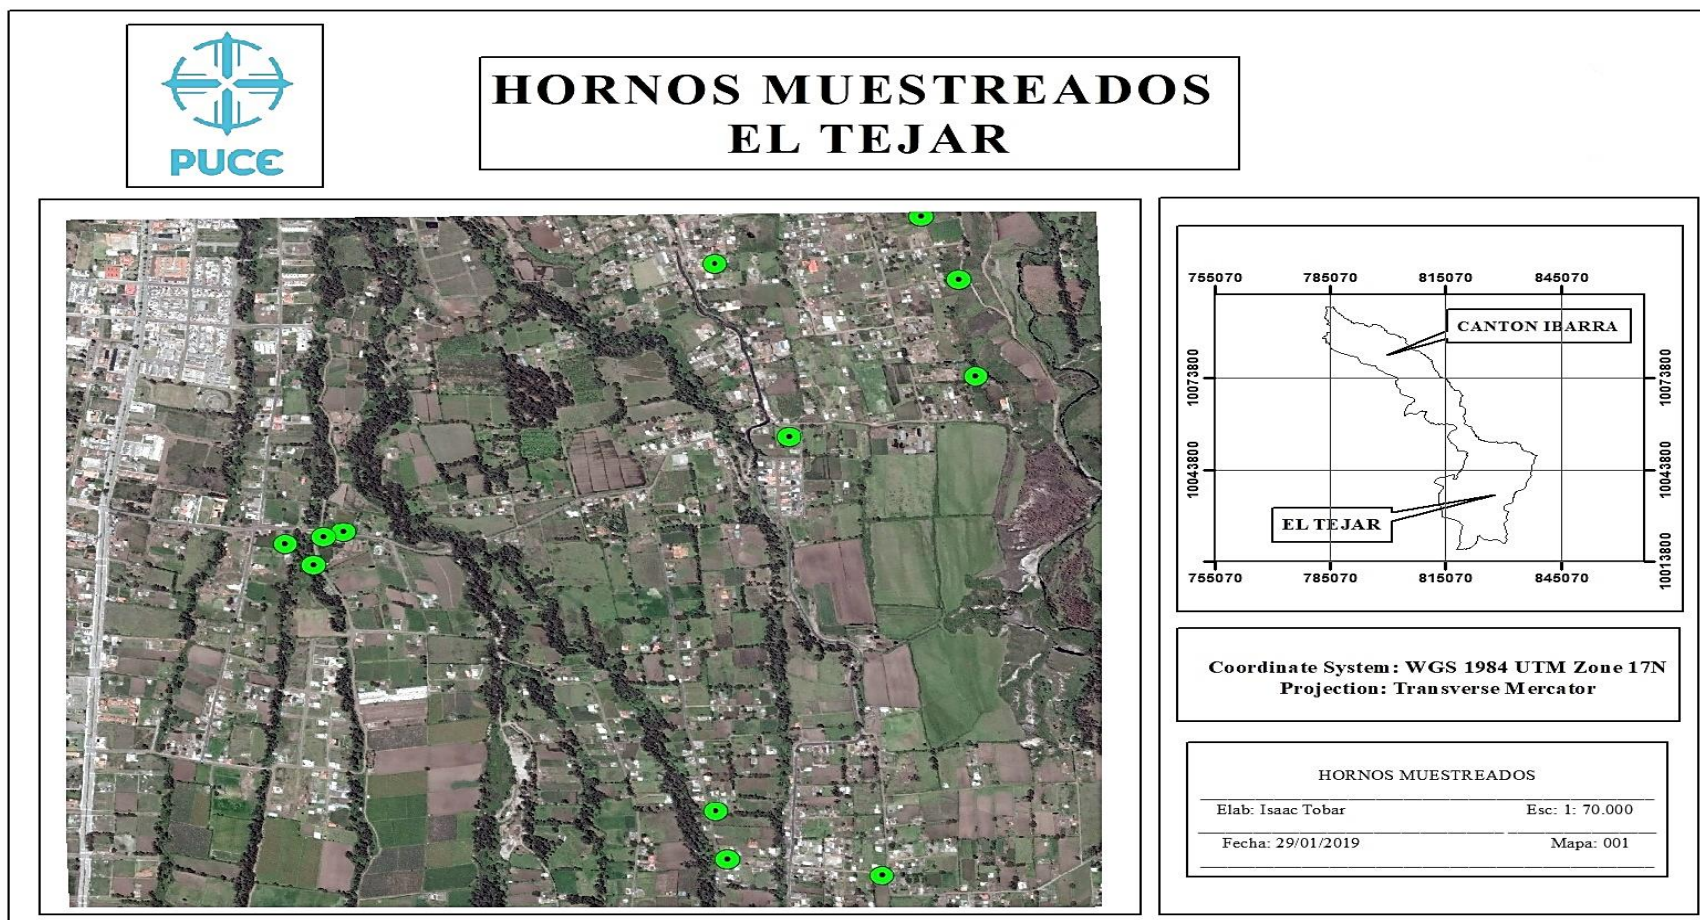 PUCE
HORNOS MUESTREADOS
EL TEJAR
755070 785070 815070 845070
CANTON IBARRA
10073800 10073800
10043800 10043800
EL TEJAR
10013800
755070 785070 815070 845070
Coordinate System: WGS 1984 UTM Zone 17N
Projection: Transverse Mercator
HORNOS MUESTREADOS
Elab: Isaac Tobar Esc: 1: 70.000
Fecha: 29/01/2019 Mapa: 001